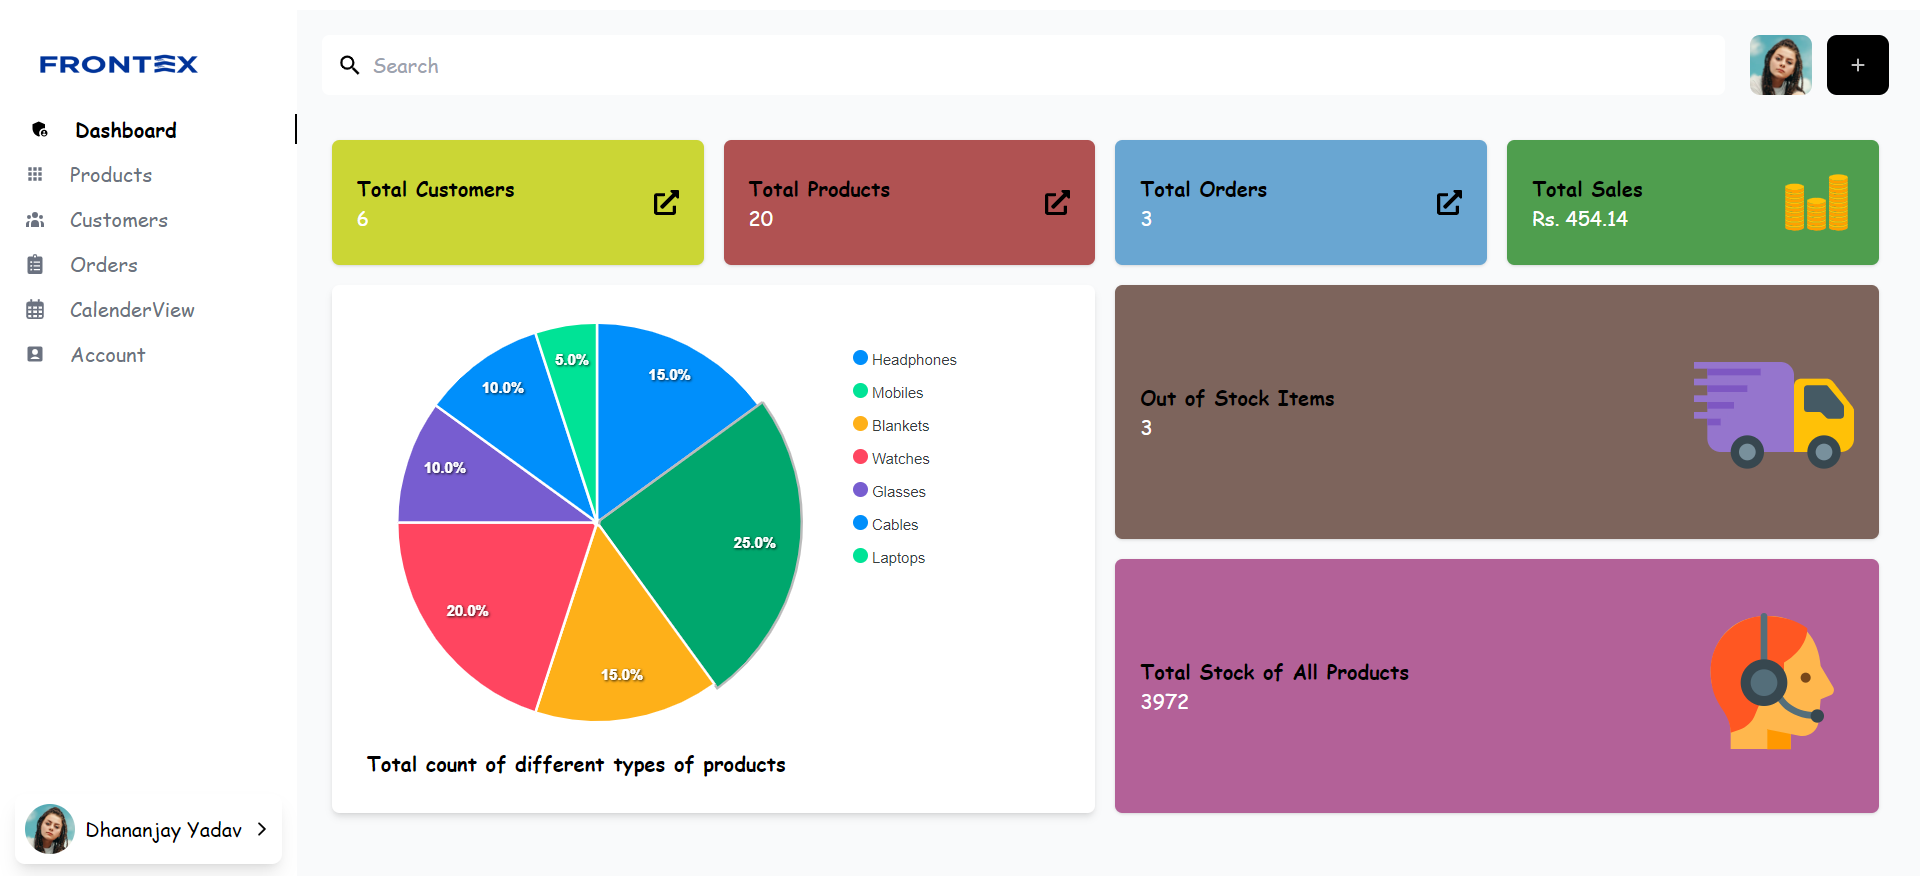 FRONTEX
Dashboard
Products
Customers
Orders
CalenderView
Account
Dhananjay Yadav
Search
+
Total Customers
6
Total Products
20
Total Orders
3
Total Sales
Rs. 454.14
5.0%
15.0%
10.0%
10.0%
25.0%
20.0%
15.0%
Headphones
Mobiles
Blankets
Watches
Glasses
Cables
Laptops
Total count of different types of products
Out of Stock Items
3
Total Stock of All Products
3972